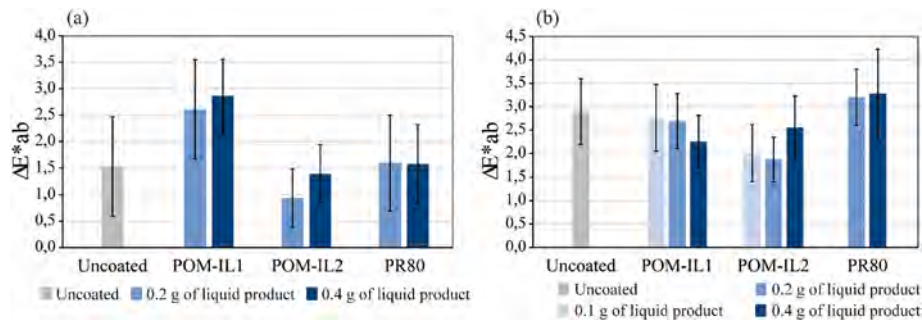 (a)
ΔE*ab
4,0
3,5
3,0
2,5
2,0
1,5
1,0
0,5
0,0
Uncoated POM-IL1 POM-IL2 PR80
Uncoated 0.2 g of liquid product 0.4 g of liquid product
(b)
ΔE*ab
4,5
4,0
3,5
3,0
2,5
2,0
1,5
1,0
0,5
0,0
Uncoated POM-IL1 POM-IL2 PR80
Uncoated 0.2 g of liquid product
0.1 g of liquid product 0.4 g of liquid product